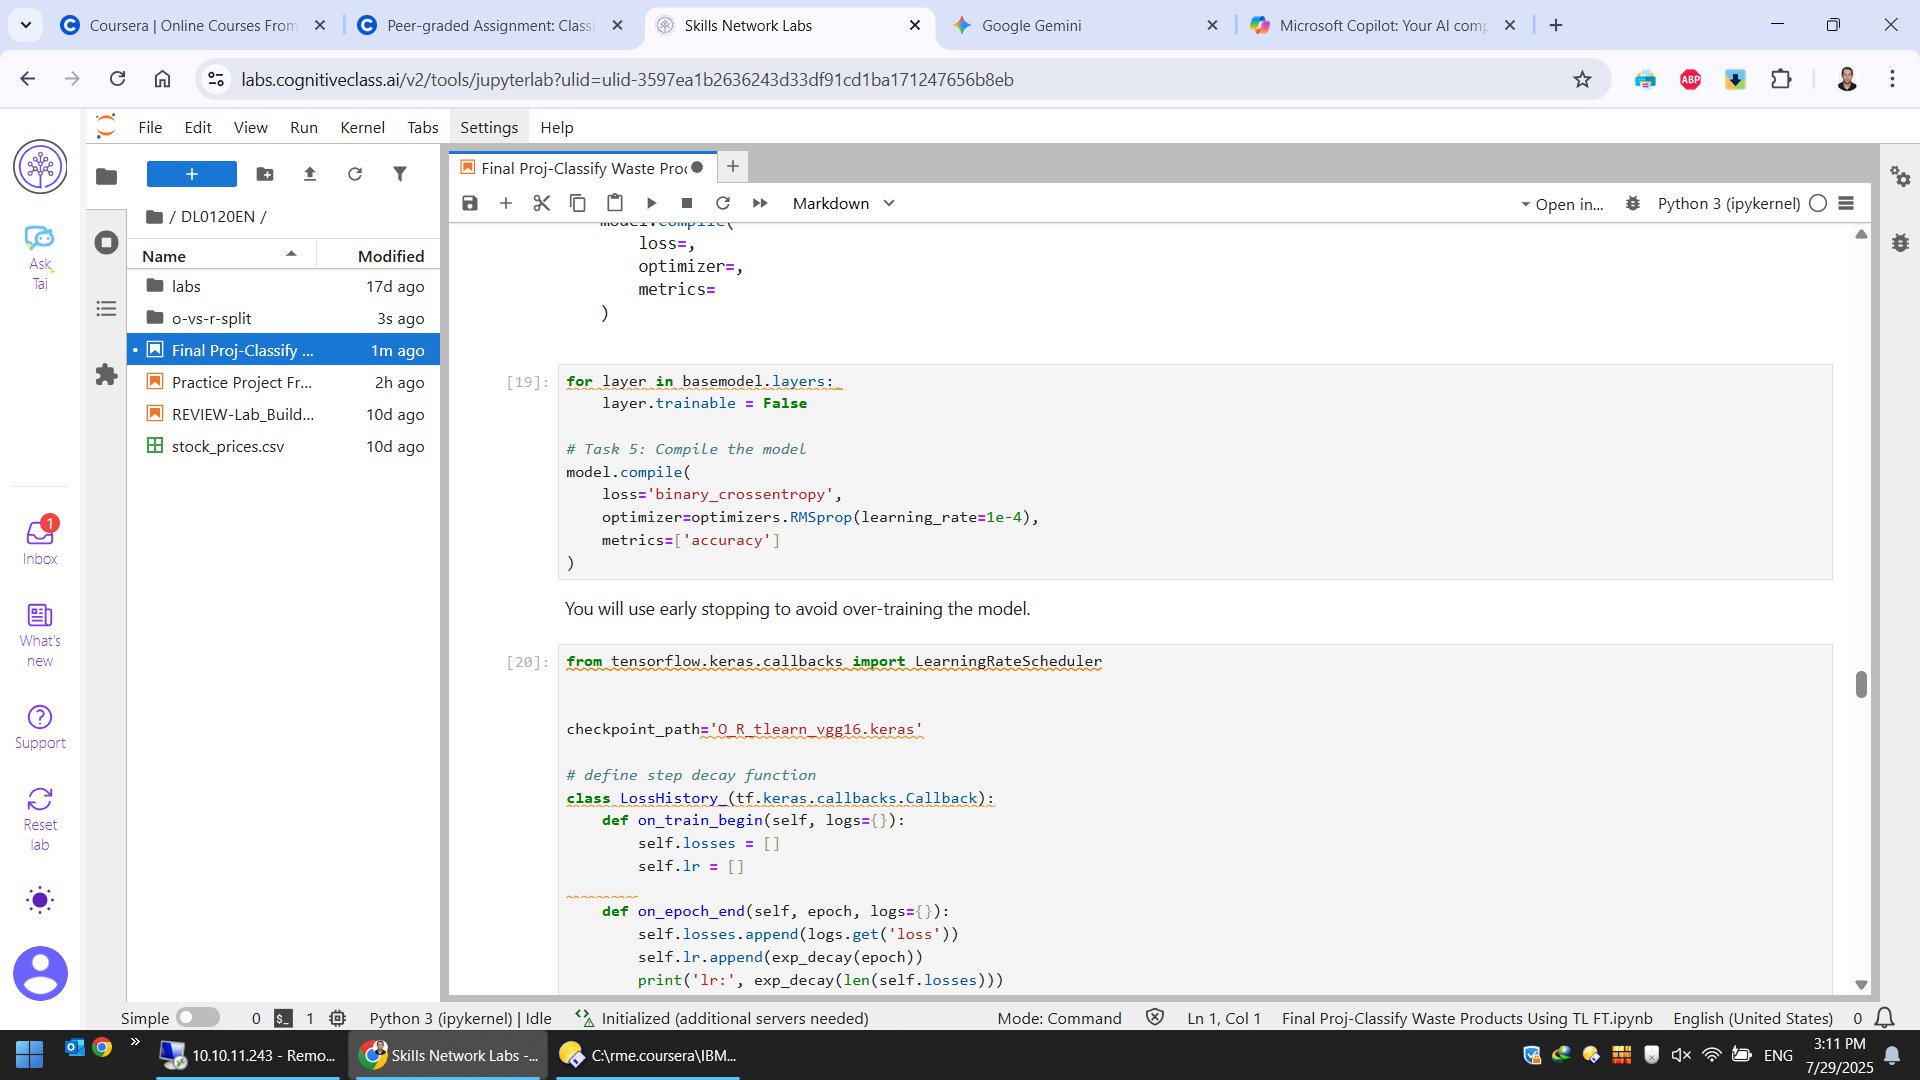 Coursera | Online Courses From
Peer-graded Assignment: Classi
Skills Network Labs
Google Gemini
Microsoft Copilot: Your AI comp
labs.cognitiveclass.ai/v2/tools/jupyterlab?ulid=ulid-3597ea1b2636243d33df91cd1ba171247656b8eb
ABP
File Edit View Run Kernel Tabs Settings Help
Ask
Tai
Inbox
1
What's
new
Support
Reset
lab
/ DL0120EN /
Name Modified
labs 17d ago
o-vs-r-split 3s ago
Final Proj-Classify ... 1m ago
Practice Project Fr... 2h ago
REVIEW-Lab_Build... 10d ago
stock_prices.csv 10d ago
Final Proj-Classify Waste Proc
Markdown
Open in...
Python 3 (ipykernel)
model.compile(
loss=,
optimizer=,
metrics=
)
[19]:
for layer in basemodel.layers:
layer.trainable = False
# Task 5: Compile the model
model.compile(
loss='binary_crossentropy',
optimizer=optimizers.RMSprop(learning_rate=1e-4),
metrics=['accuracy']
)
You will use early stopping to avoid over-training the model.
[20]:
from tensorflow.keras.callbacks import LearningRateScheduler
checkpoint_path='O_R_tlearn_vgg16.keras'
# define step decay function
class LossHistory_(tf.keras.callbacks.Callback):
def on_train_begin(self, logs={}):
self.losses = []
self.lr = []
def on_epoch_end(self, epoch, logs={}):
self.losses.append(logs.get('loss'))
self.lr.append(exp_decay(epoch))
print('lr:', exp_decay(len(self.losses)))
Simple 0 $_ 1 Python 3 (ipykernel) | Idle Initialized (additional servers needed) Mode: Command Ln 1, Col 1 Final Proj-Classify Waste Products Using TL FT.ipynb English (United States) 0
10.10.11.243 - Remo...
Skills Network Labs -...
C:\rme.coursera\IBM...
ENG
3:11 PM
7/29/2025